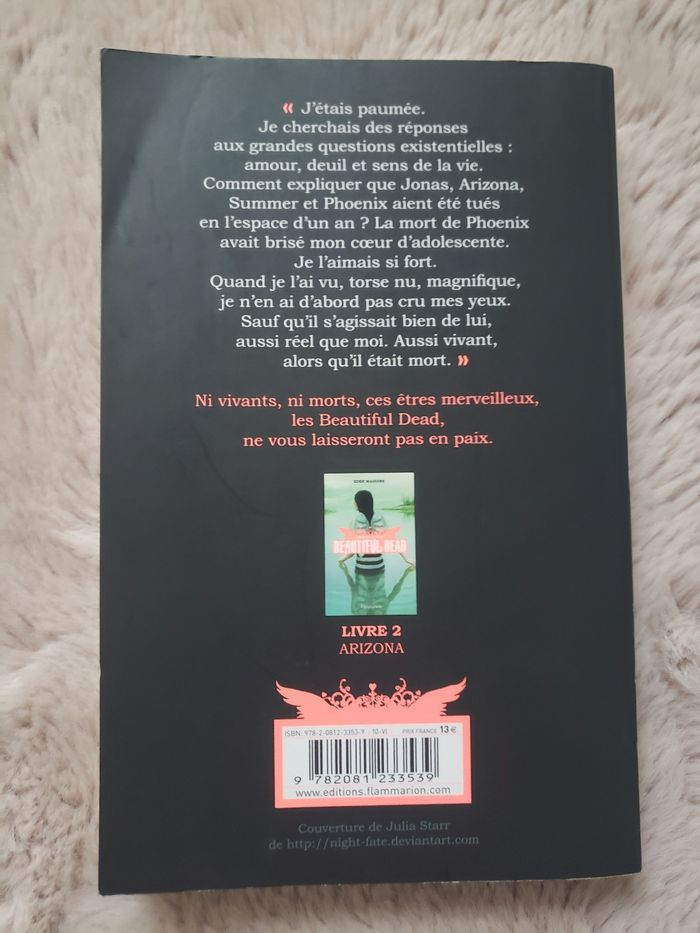 « J'étais paumée.
Je cherchais des réponses
aux grandes questions existentielles :
amour, deuil et sens de la vie.
Comment expliquer que Jonas, Arizona,
Summer et Phoenix aient été tués
en l'espace d'un an ? La mort de Phoenix
avait brisé mon cœur d'adolescente.
Je l'aimais si fort.
Quand je l'ai vu, torse nu, magnifique,
je n'en ai d'abord pas cru mes yeux.
Sauf qu'il s'agissait bien de lui,
aussi réel que moi. Aussi vivant,
alors qu'il était mort. »
Ni vivants, ni morts, ces êtres merveilleux,
les Beautiful Dead,
ne vous laisseront pas en paix.
EDEN MAGUIRE
BEAUTIFUL DEAD
Flammarion
LIVRE 2
ARIZONA
ISBN: 978-2-0812-3353-9 10-VI PRIX FRANCE 13 €
9 782081 233539
www.editions.flammarion.com
Couverture de Julia Starr
de http://night-fate.deviantart.com